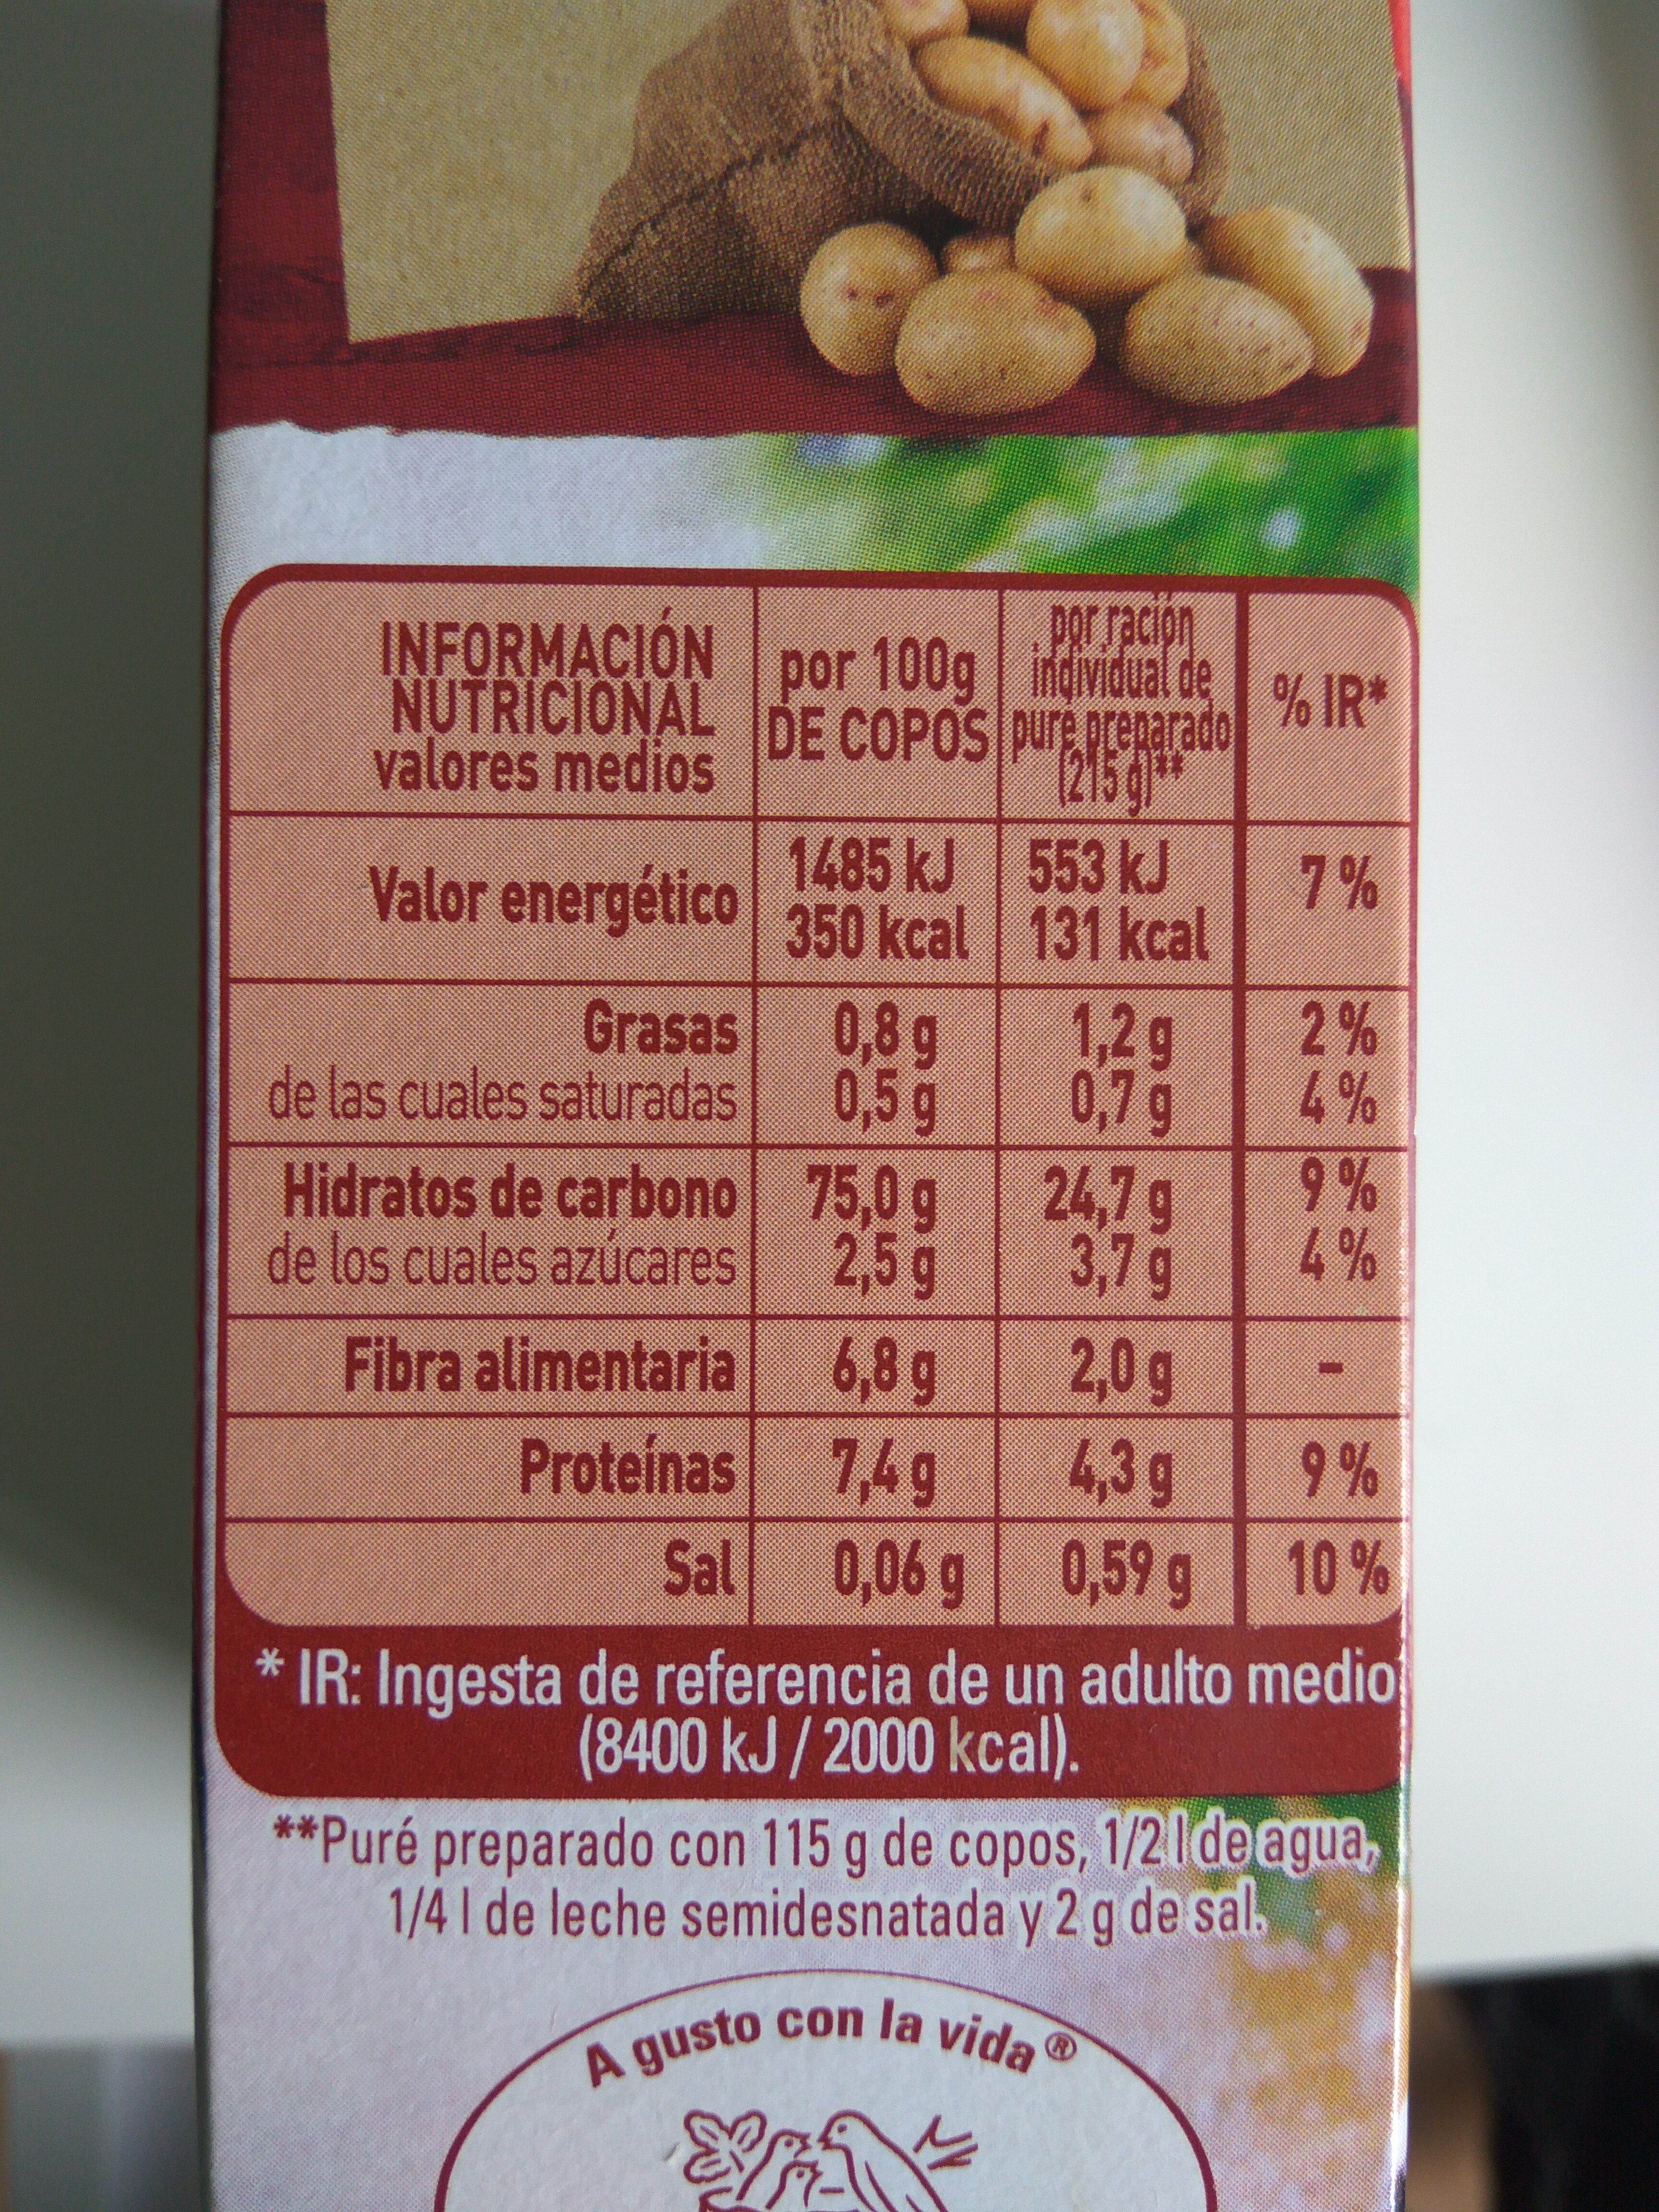 INFORMACIÓN
NUTRICIONAL
valores medios
por 100g
DE COPOS
por ración
individual de
puré preparado
(215 g)**
% IR*
Valor energético 1485 kJ 553 kJ 7 %
350 kcal 131 kcal
Grasas 0,8 g 1,2 g 2 %
de las cuales saturadas 0,5 g 0,7 g 4 %
Hidratos de carbono 75,0 g 24,7 g 9 %
de los cuales azúcares 2,5 g 3,7 g 4 %
Fibra alimentaria 6,8 g 2,0 g -
Proteínas 7,4 g 4,3 g 9 %
Sal 0,06 g 0,59 g 10 %
* IR: Ingesta de referencia de un adulto medio
(8400 kJ / 2000 kcal).
**Puré preparado con 115 g de copos, 1/2 l de agua,
1/4 l de leche semidesnatada y 2 g de sal.
A gusto con la vida®